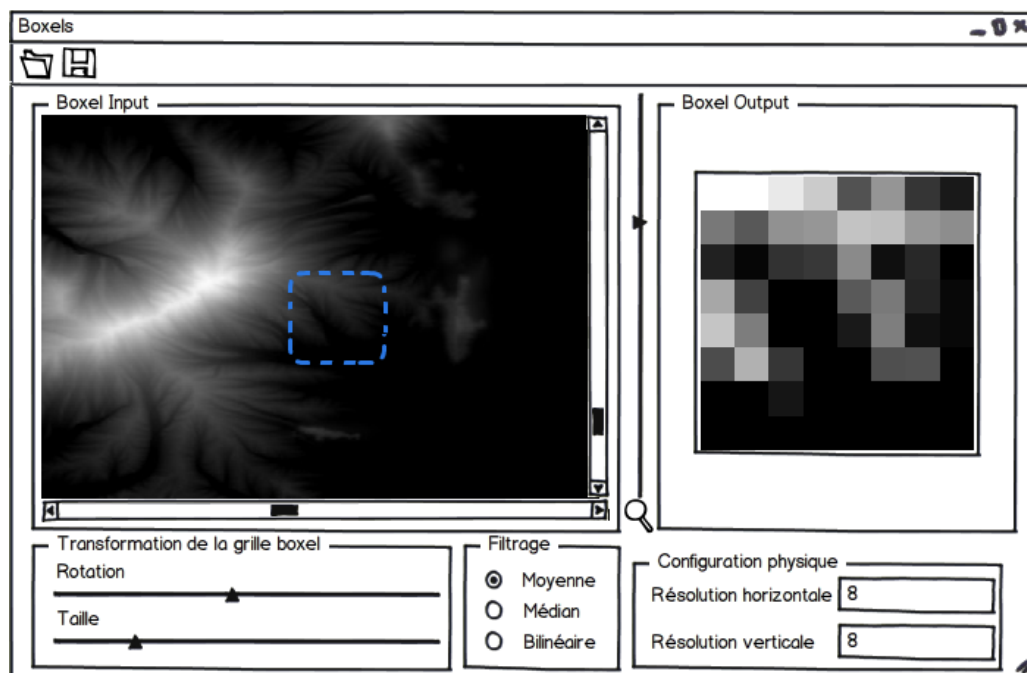 Boxels
Boxel Input
Boxel Output
Transformation de la grille boxel
Rotation
Taille
Filtrage
Moyenne
Médian
Bilinéaire
Configuration physique
Résolution horizontale 8
Résolution verticale 8